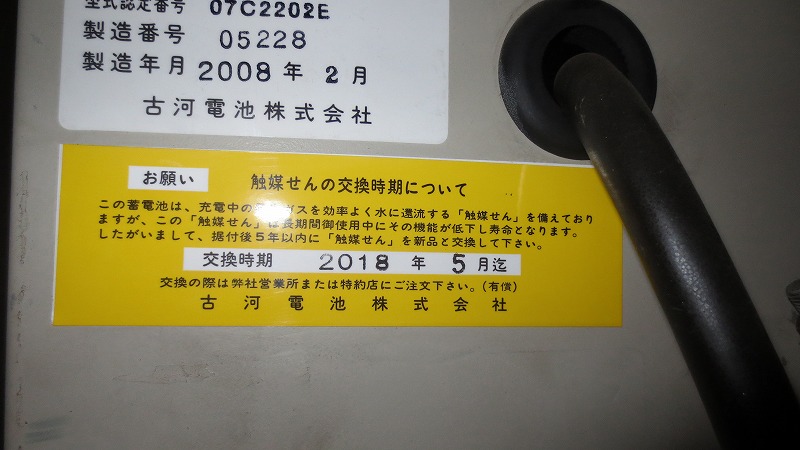 型式認定番号 07C2202E
製造番号 05228
製造年月 2008 年 2 月
古河電池株式会社
お願い 触媒せんの交換時期について
この蓄電池は、充電中の ガスを効率よく水に還流する「触媒せん」を備えており
ますが、この「触媒せん」は長期間御使用中にその機能が低下し寿命となります。
したがいまして、据付後5年以内に「触媒せん」を新品と交換して下さい。
交換時期 2018 年 5 月迄
交換の際は弊社営業所または特約店にご注文下さい。(有償)
古河電池株式会社